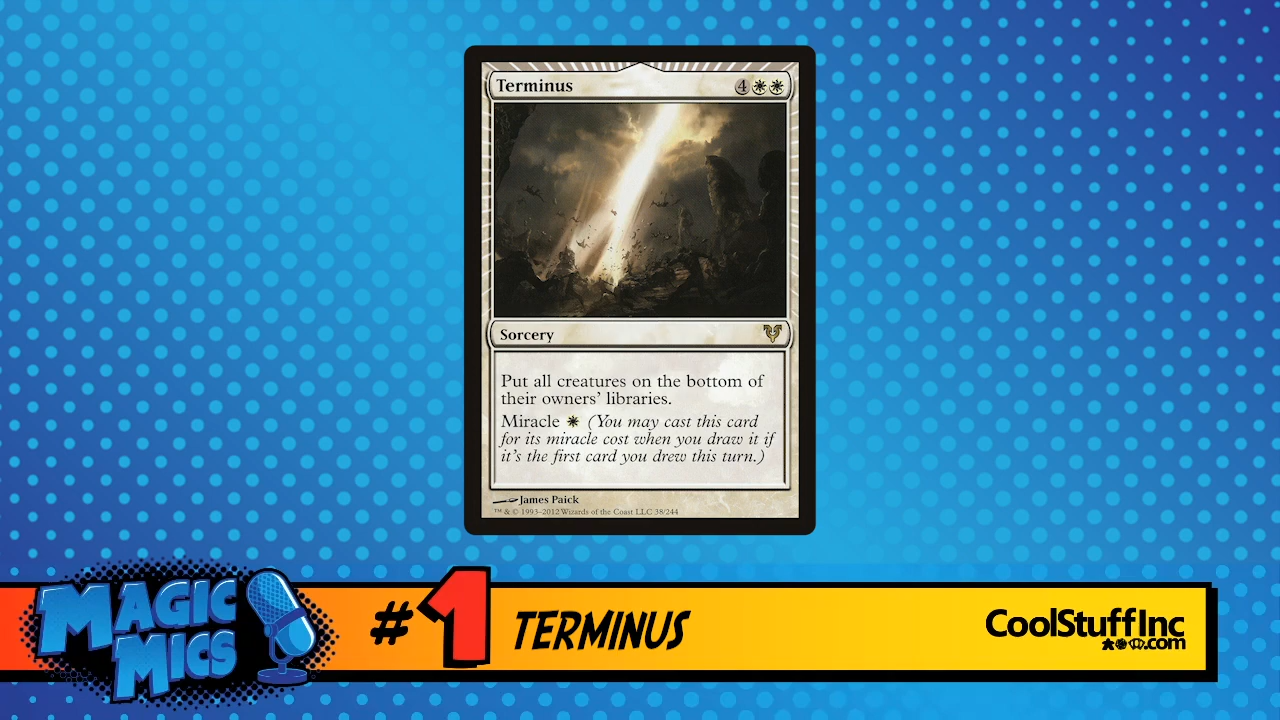 Terminus 4
Sorcery
Put all creatures on the bottom of
their owners' libraries.
Miracle (You may cast this card
for its miracle cost when you draw it if
it's the first card you drew this turn.)
James Paick
™ & © 1993–2012 Wizards of the Coast LLC 38/244
MAGIC
MICS
#1 TERMINUS
CoolStuffInc
.com